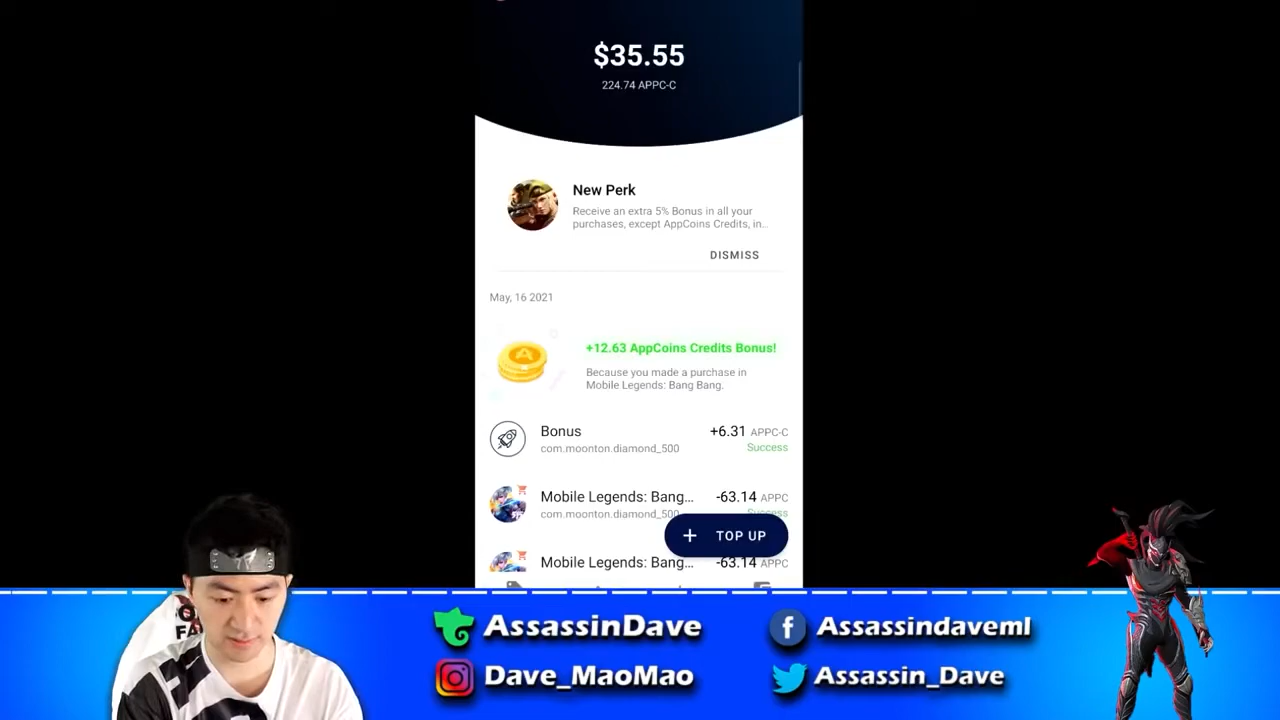 $35.55
224.74 APPC-C
New Perk
Receive an extra 5% Bonus in all your
purchases, except AppCoins Credits, in…
DISMISS
May, 16 2021
+12.63 AppCoins Credits Bonus!
Because you made a purchase in
Mobile Legends: Bang Bang.
Bonus
+6.31 APPC-C
com.moonton.diamond_500
Success
Mobile Legends: Bang…
-63.14 APPC
com.moonton.diamond_500
Success
+ TOP UP
Mobile Legends: Bang…
-63.14 APPC
AssassinDave
Assassindaveml
Dave_MaoMao
Assassin_Dave